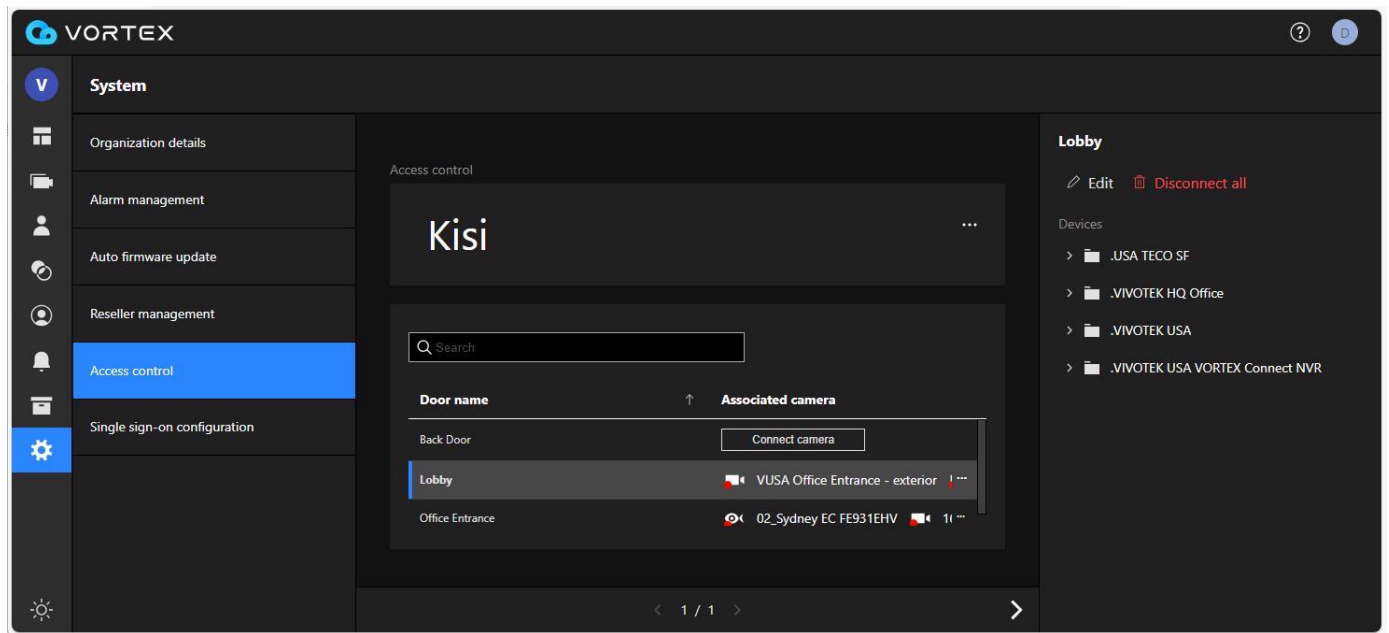 VORTEX
?
D
V
System
Organization details
Alarm management
Auto firmware update
Reseller management
Access control
Single sign-on configuration
Access control
Kisi
...
Search
Door name ↑ Associated camera
Back Door Connect camera
Lobby VUSA Office Entrance - exterior ...
Office Entrance 02_Sydney EC FE931EHV ...
< 1 / 1 >
Lobby
Edit Disconnect all
Devices
.USA TECO SF
.VIVOTEK HQ Office
.VIVOTEK USA
.VIVOTEK USA VORTEX Connect NVR